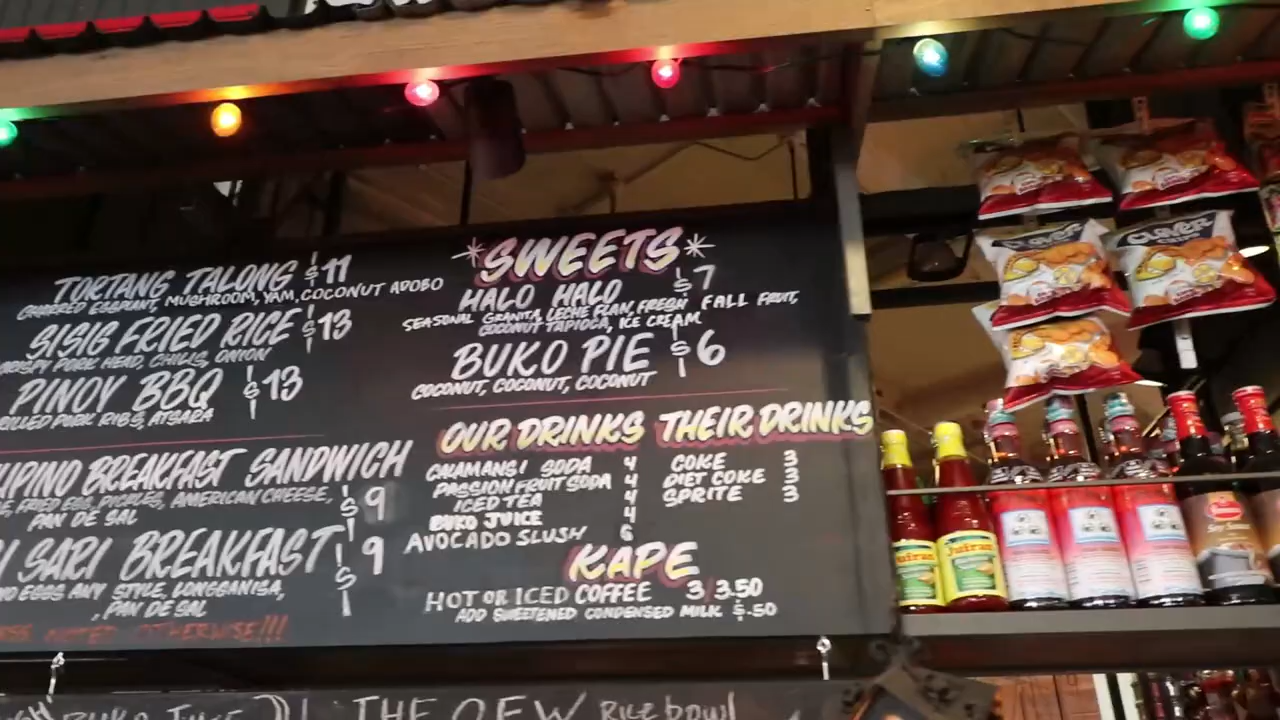 TORTANG TALONG $11
CHARRED EGGPLANT, MUSHROOM, YAM, COCONUT ADOBO
SISIG FRIED RICE $13
CRISPY PORK HEAD, CHILIS, ONION
PINOY BBQ $13
GRILLED PORK RIBS, ATSARA
LIPINO BREAKFAST SANDWICH $9
FRIED EGG, PICKLES, AMERICAN CHEESE,
PAN DE SAL
I SARI BREAKFAST $9
EGGS ANY STYLE, LONGGANISA,
, PAN DE SAL
OTHERWISE!!!
*SWEETS*
HALO HALO $7
SEASONAL GRANITA, LECHE FLAN, FRESH FALL FRUIT,
COCONUT TAPIOCA, ICE CREAM
BUKO PIE $6
COCONUT, COCONUT, COCONUT
OUR DRINKS
CALAMANSI SODA 4
PASSION FRUIT SODA 4
ICED TEA 4
BUKO JUICE 4
AVOCADO SLUSH 6
THEIR DRINKS
COKE 3
DIET COKE 3
SPRITE 3
KAPE
HOT OR ICED COFFEE 3/3.50
ADD SWEETENED CONDENSED MILK $.50
BUKO JUICE
THE OFW Rice bowl
CLOVER
CLOVER
Jufran
Jufran
Soy Sauce